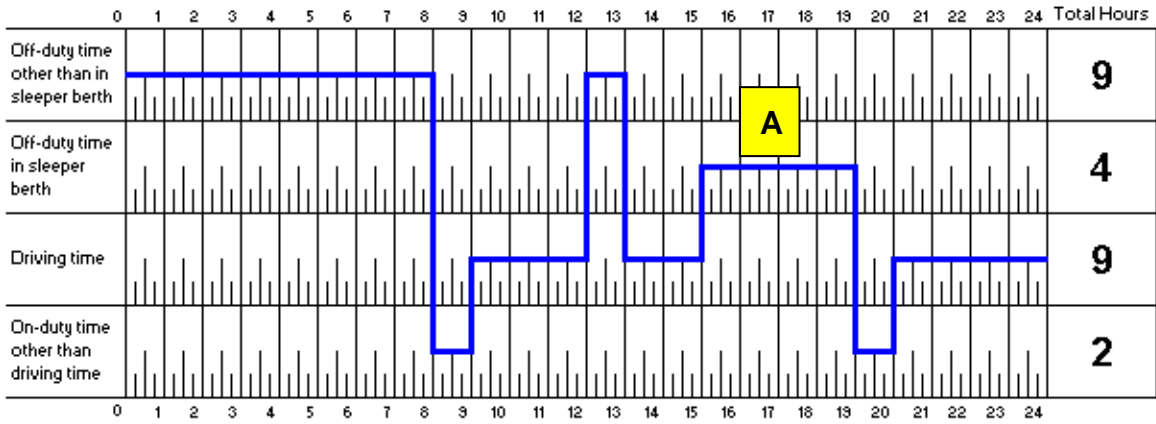 0 1 2 3 4 5 6 7 8 9 10 11 12 13 14 15 16 17 18 19 20 21 22 23 24 Total Hours
Off-duty time
other than in
sleeper berth
9
A
Off-duty time
in sleeper
berth
4
Driving time
9
On-duty time
other than
driving time
2
0 1 2 3 4 5 6 7 8 9 10 11 12 13 14 15 16 17 18 19 20 21 22 23 24